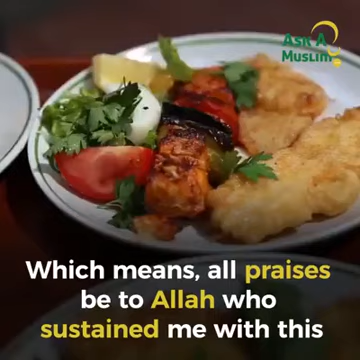 ASK A
MUSLIM
Which means, all praises
be to Allah who
sustained me with this